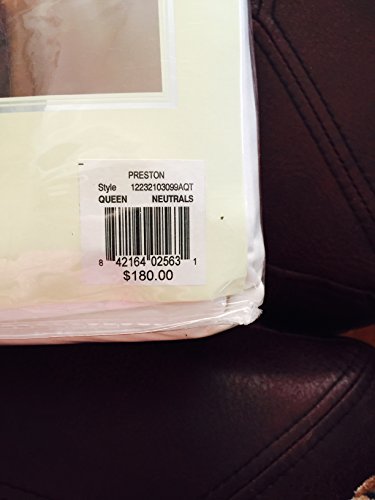 PRESTON
Style 12232103099AQT
QUEEN NEUTRALS
8 42164 02563 1
$180.00